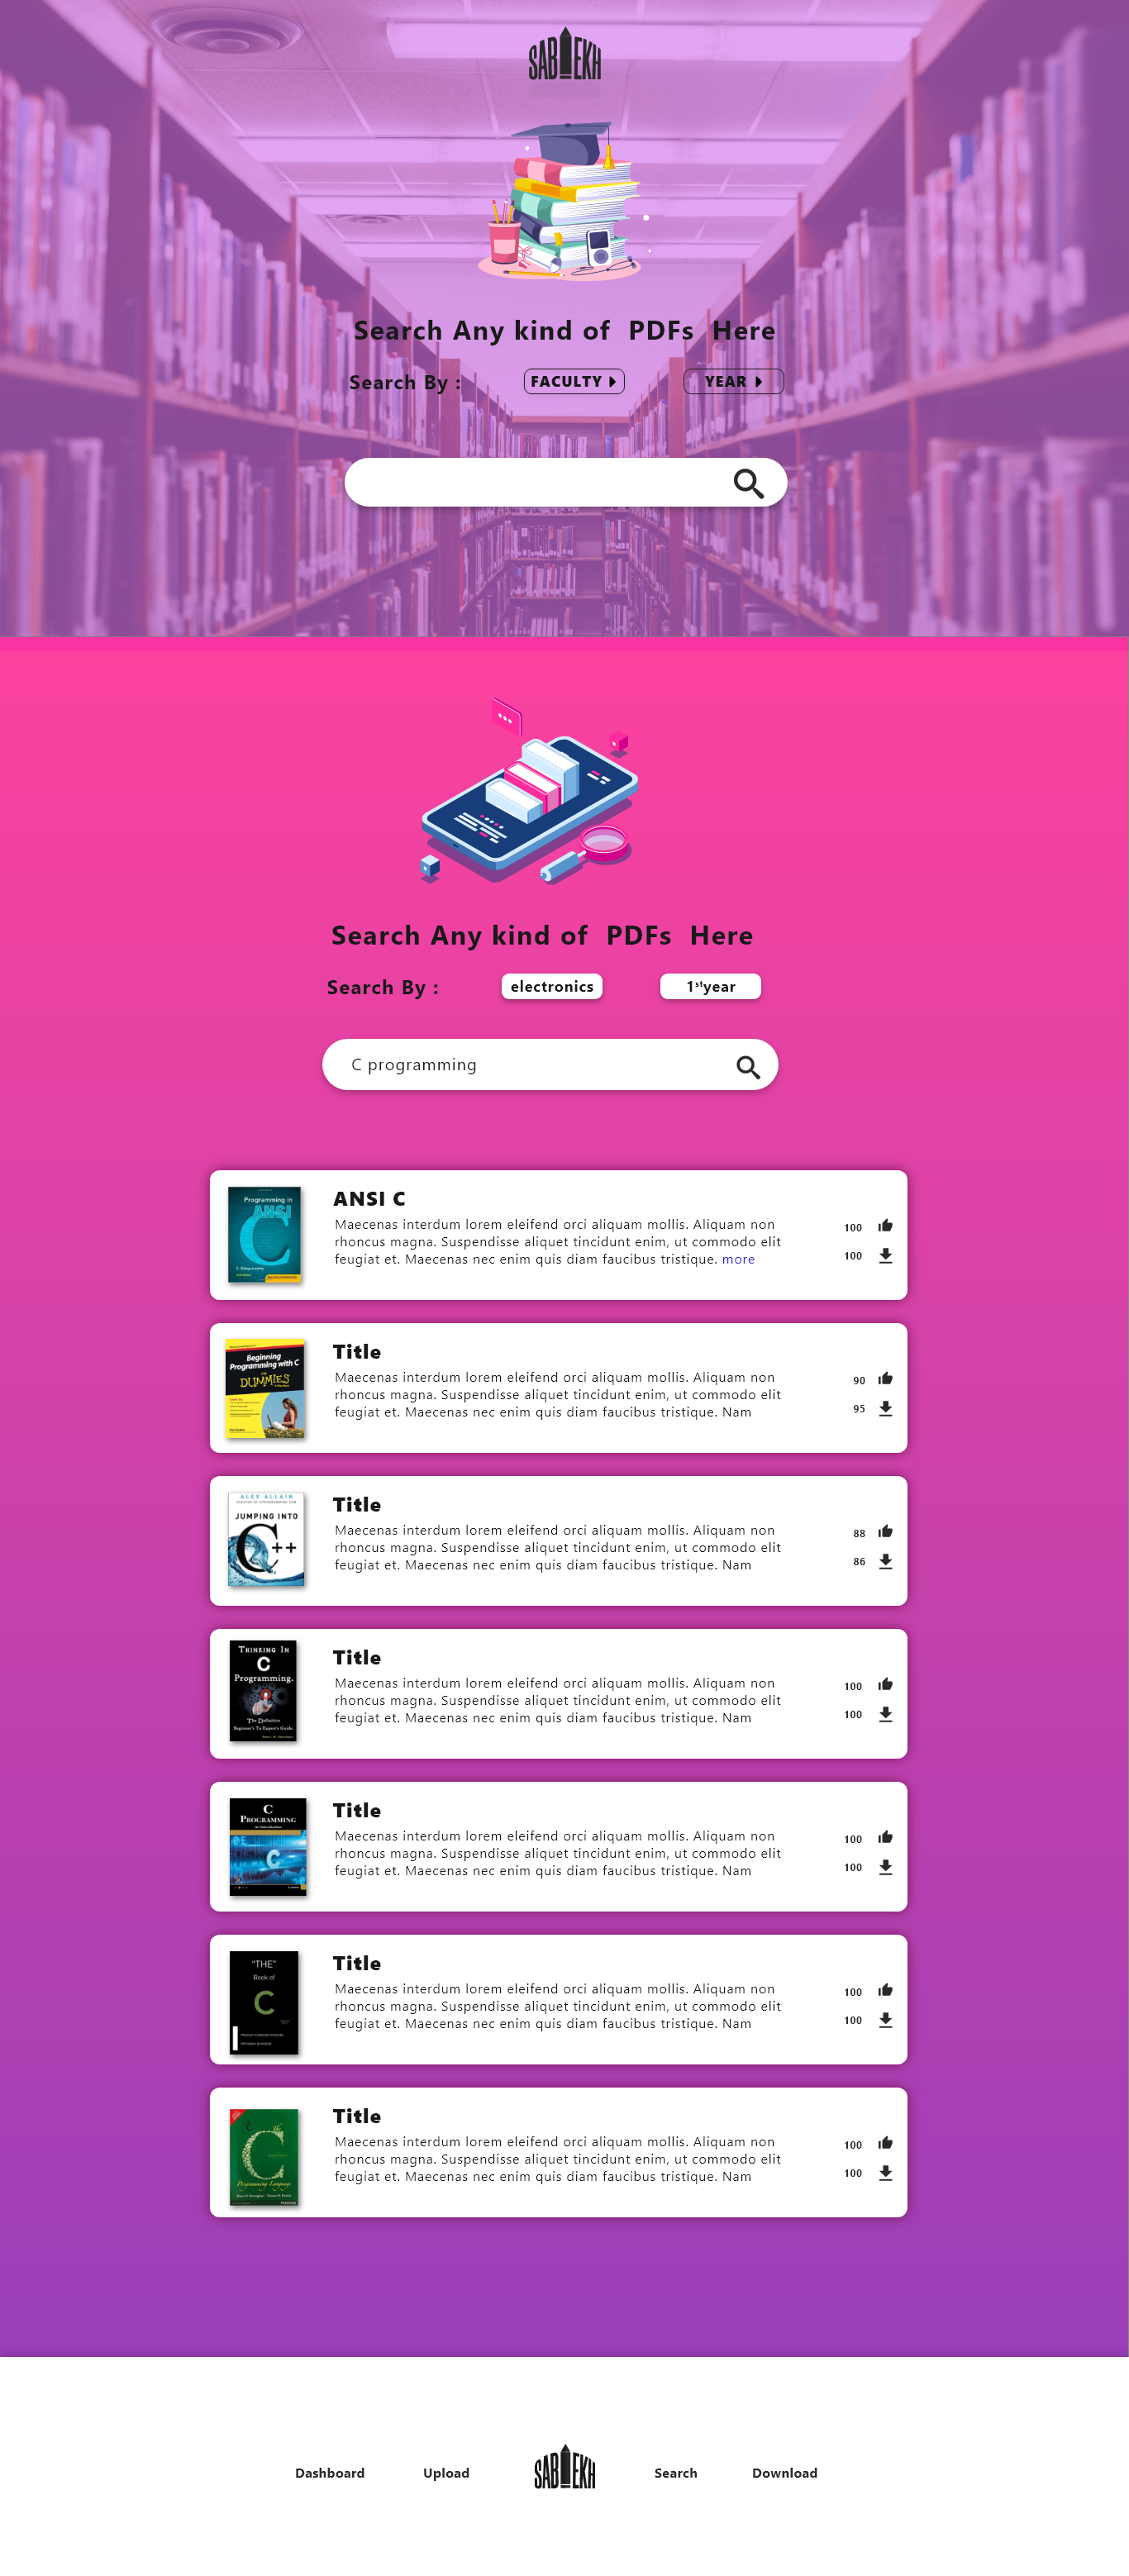 SABLEKH
Search Any kind of PDFs Here
Search By :
FACULTY
YEAR
Search Any kind of PDFs Here
Search By :
electronics
1st year
C programming
Programming in
ANSI
C
ANSI C
Maecenas interdum lorem eleifend orci aliquam mollis. Aliquam non
rhoncus magna. Suspendisse aliquet tincidunt enim, ut commodo elit
feugiat et. Maecenas nec enim quis diam faucibus tristique. more
100
100
Beginning
Programming with C
FOR
DUMMIES
Title
Maecenas interdum lorem eleifend orci aliquam mollis. Aliquam non
rhoncus magna. Suspendisse aliquet tincidunt enim, ut commodo elit
feugiat et. Maecenas nec enim quis diam faucibus tristique. Nam
90
95
ALEX ALLAIN
CREATOR OF CPROGRAMMING.COM
JUMPING INTO
C++
Title
Maecenas interdum lorem eleifend orci aliquam mollis. Aliquam non
rhoncus magna. Suspendisse aliquet tincidunt enim, ut commodo elit
feugiat et. Maecenas nec enim quis diam faucibus tristique. Nam
88
86
THINKING IN
C
Programming.
The Definitive
Beginner's To Expert's Guide.
Title
Maecenas interdum lorem eleifend orci aliquam mollis. Aliquam non
rhoncus magna. Suspendisse aliquet tincidunt enim, ut commodo elit
feugiat et. Maecenas nec enim quis diam faucibus tristique. Nam
100
100
C
PROGRAMMING
An Introduction
C
Title
Maecenas interdum lorem eleifend orci aliquam mollis. Aliquam non
rhoncus magna. Suspendisse aliquet tincidunt enim, ut commodo elit
feugiat et. Maecenas nec enim quis diam faucibus tristique. Nam
100
100
"THE"
Book of
C
Title
Maecenas interdum lorem eleifend orci aliquam mollis. Aliquam non
rhoncus magna. Suspendisse aliquet tincidunt enim, ut commodo elit
feugiat et. Maecenas nec enim quis diam faucibus tristique. Nam
100
100
The
C
Programming Language
PEARSON
Title
Maecenas interdum lorem eleifend orci aliquam mollis. Aliquam non
rhoncus magna. Suspendisse aliquet tincidunt enim, ut commodo elit
feugiat et. Maecenas nec enim quis diam faucibus tristique. Nam
100
100
Dashboard
Upload
SABLEKH
Search
Download